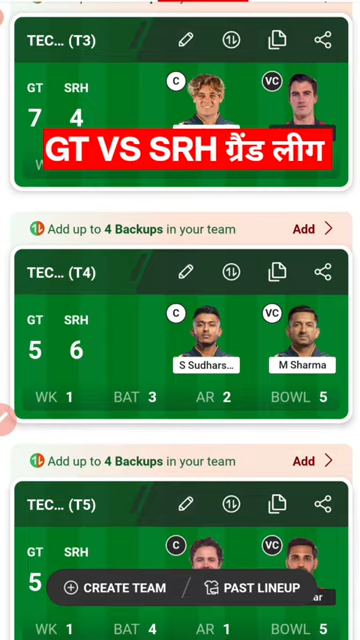 TEC... (T3)
C
VC
GT SRH
7 4
GT VS SRH ग्रैंड लीग
Add up to 4 Backups in your team Add
TEC... (T4)
C
VC
GT SRH
5 6
S Sudhars... M Sharma
WK 1 BAT 3 AR 2 BOWL 5
Add up to 4 Backups in your team Add
TEC... (T5)
C
VC
GT SRH
5
CREATE TEAM PAST LINEUP
ar
WK 1 BAT 4 AR 1 BOWL 5